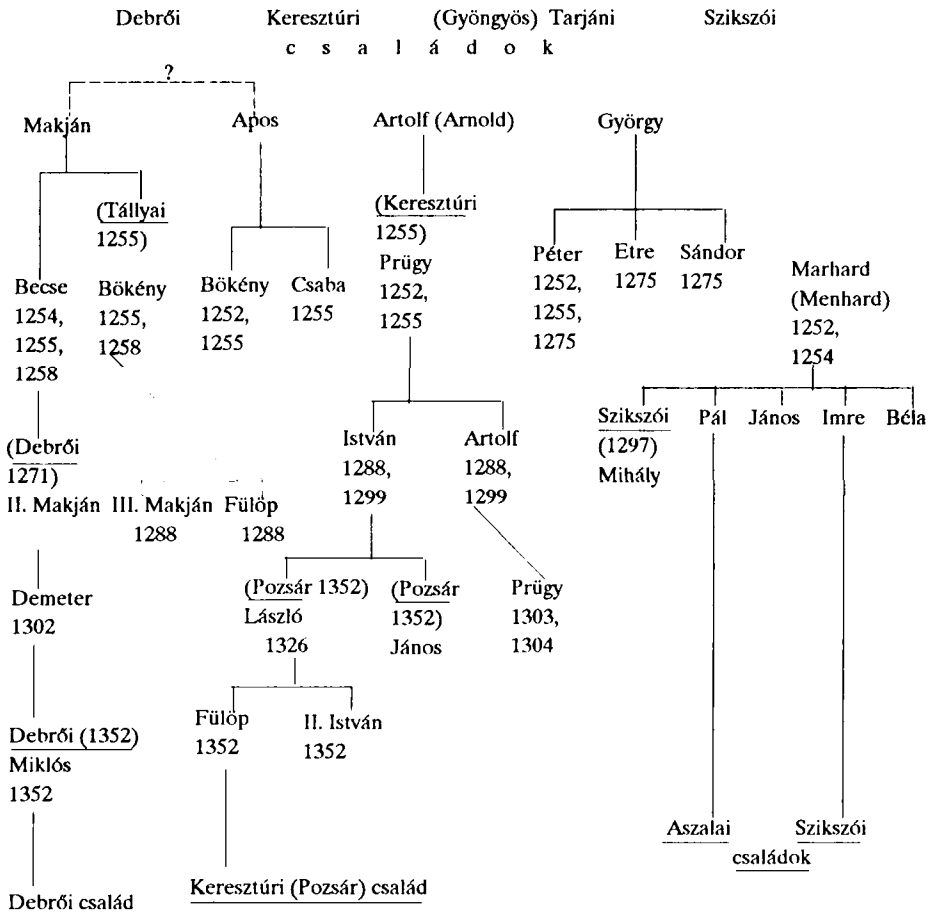 Debrői Keresztúri (Gyöngyös) Tarjáni Szikszói
c s a l á d o k
?
Makján Apos Artolf (Arnold) György
(Tállyai
1255)
(Keresztúri
1255)
Becse
1254,
1255,
1258
Bökény
1255,
1258
Bökény
1252,
1255
Csaba
1255
Prügy
1252,
1255
Péter
1252,
1255,
1275
Etre
1275
Sándor
1275
Marhard
(Menhard)
1252,
1254
(Debrői
1271)
II. Makján III. Makján Fülöp
1288 1288
István
1288,
1299
Artolf
1288,
1299
Szikszói
(1297)
Mihály
Pál János Imre Béla
Demeter
1302
(Pozsár 1352)
László
1326
(Pozsár
1352)
János
Prügy
1303,
1304
Debrői (1352)
Miklós
1352
Fülöp
1352
II. István
1352
Aszalai Szikszói
családok
Debrői család
Keresztúri (Pozsár) család